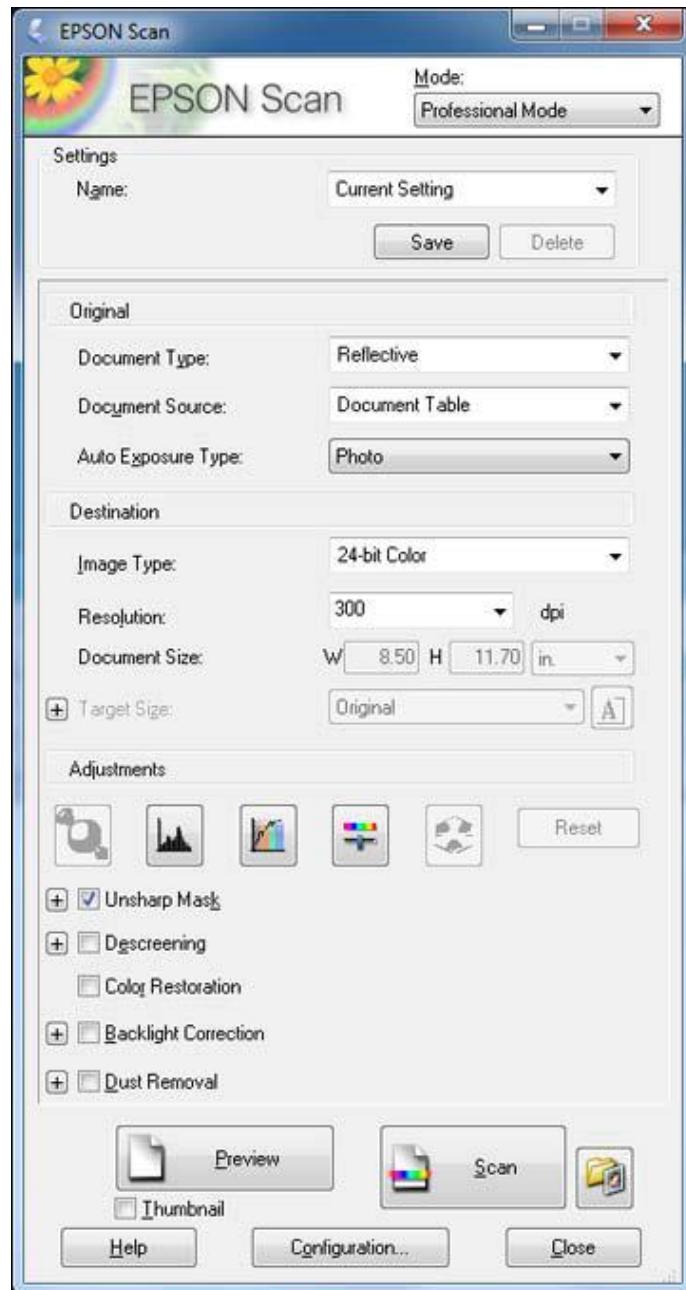 EPSON Scan
EPSON Scan
Mode:
Professional Mode
Settings
Name:
Current Setting
Save
Delete
Original
Document Type:
Reflective
Document Source:
Document Table
Auto Exposure Type:
Photo
Destination
Image Type:
24-bit Color
Resolution:
300
dpi
Document Size:
W 8.50 H 11.70 in.
Target Size:
Original
A
Adjustments
Reset
Unsharp Mask
Descreening
Color Restoration
Backlight Correction
Dust Removal
Preview
Scan
Thumbnail
Help
Configuration...
Close